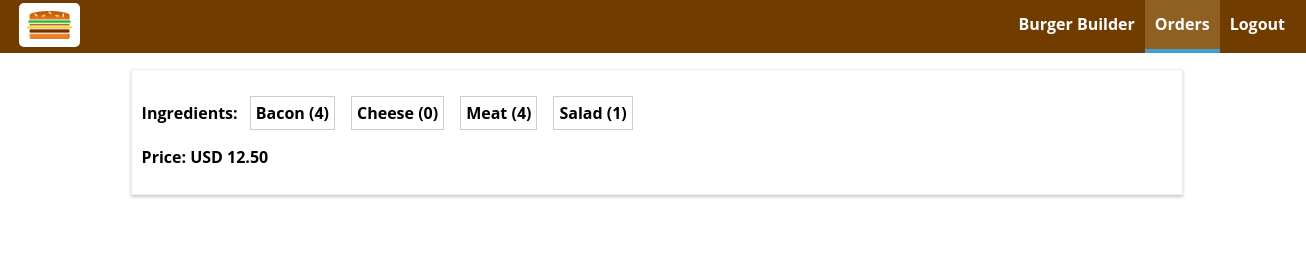 Burger Builder Orders Logout
Ingredients: Bacon (4) Cheese (0) Meat (4) Salad (1)
Price: USD 12.50